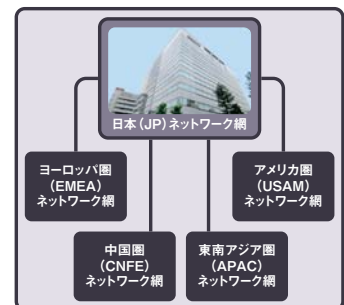 日本(JP)ネットワーク網
ヨーロッパ圏
(EMEA)
ネットワーク網
アメリカ圏
(USAM)
ネットワーク網
中国圏
(CNFE)
ネットワーク網
東南アジア圏
(APAC)
ネットワーク網